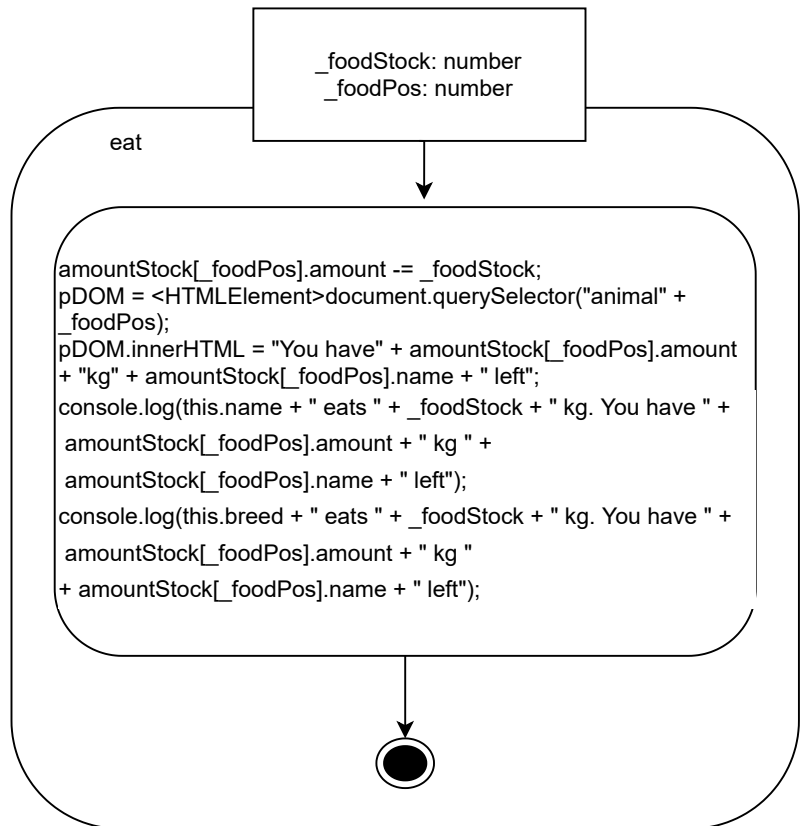 _foodStock: number
_foodPos: number
eat
amountStock[_foodPos].amount -= _foodStock;
pDOM = <HTMLElement>document.querySelector("animal" +
_foodPos);
pDOM.innerHTML = "You have" + amountStock[_foodPos].amount
+ "kg" + amountStock[_foodPos].name + " left";
console.log(this.name + " eats " + _foodStock + " kg. You have " +
amountStock[_foodPos].amount + " kg " +
amountStock[_foodPos].name + " left");
console.log(this.breed + " eats " + _foodStock + " kg. You have " +
amountStock[_foodPos].amount + " kg "
+ amountStock[_foodPos].name + " left");